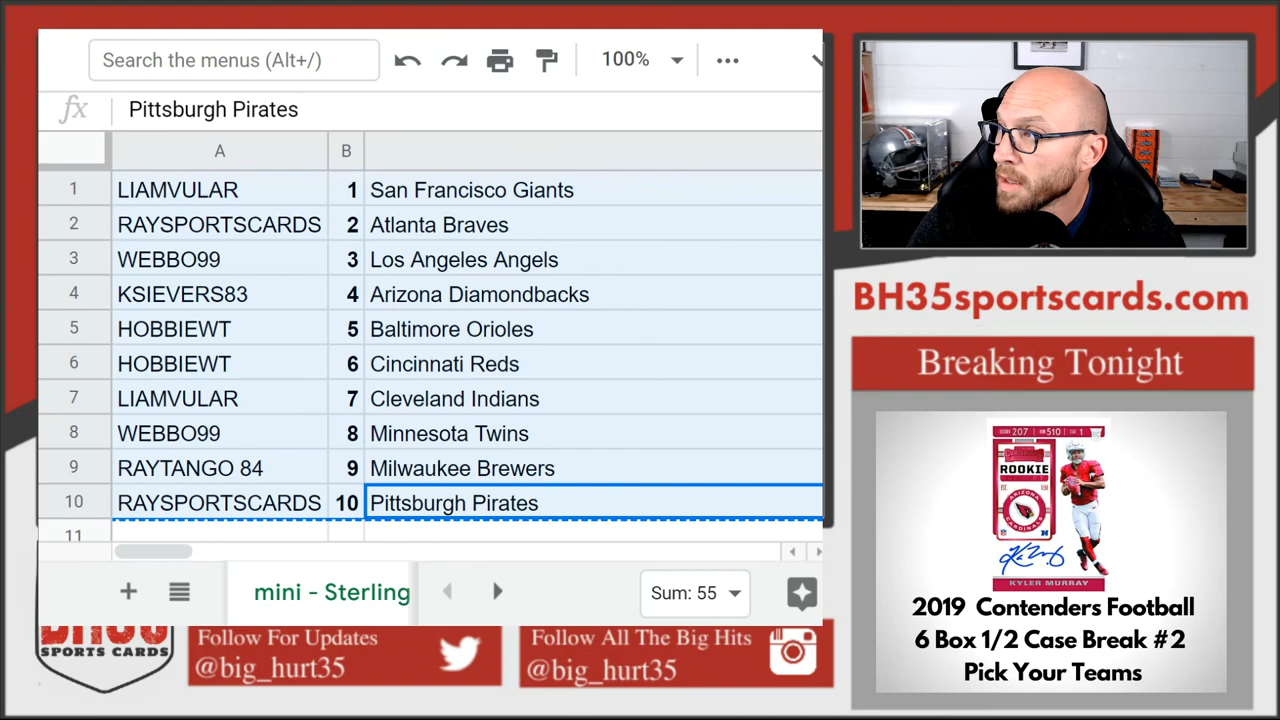 Search the menus (Alt+/)
100%
fx Pittsburgh Pirates
A B
1 LIAMVULAR 1 San Francisco Giants
2 RAYSPORTSCARDS 2 Atlanta Braves
3 WEBBO99 3 Los Angeles Angels
4 KSIEVERS83 4 Arizona Diamondbacks
5 HOBBIEWT 5 Baltimore Orioles
6 HOBBIEWT 6 Cincinnati Reds
7 LIAMVULAR 7 Cleveland Indians
8 WEBBO99 8 Minnesota Twins
9 RAYTANGO 84 9 Milwaukee Brewers
10 RAYSPORTSCARDS 10 Pittsburgh Pirates
11
mini - Sterling
Sum: 55
SPORTS CARDS
Follow For Updates
@big_hurt35
Follow All The Big Hits
@big_hurt35
BH35sportscards.com
Breaking Tonight
ROOKIE
ARIZONA
CARDINALS
KYLER MURRAY
2019 Contenders Football
6 Box 1/2 Case Break #2
Pick Your Teams